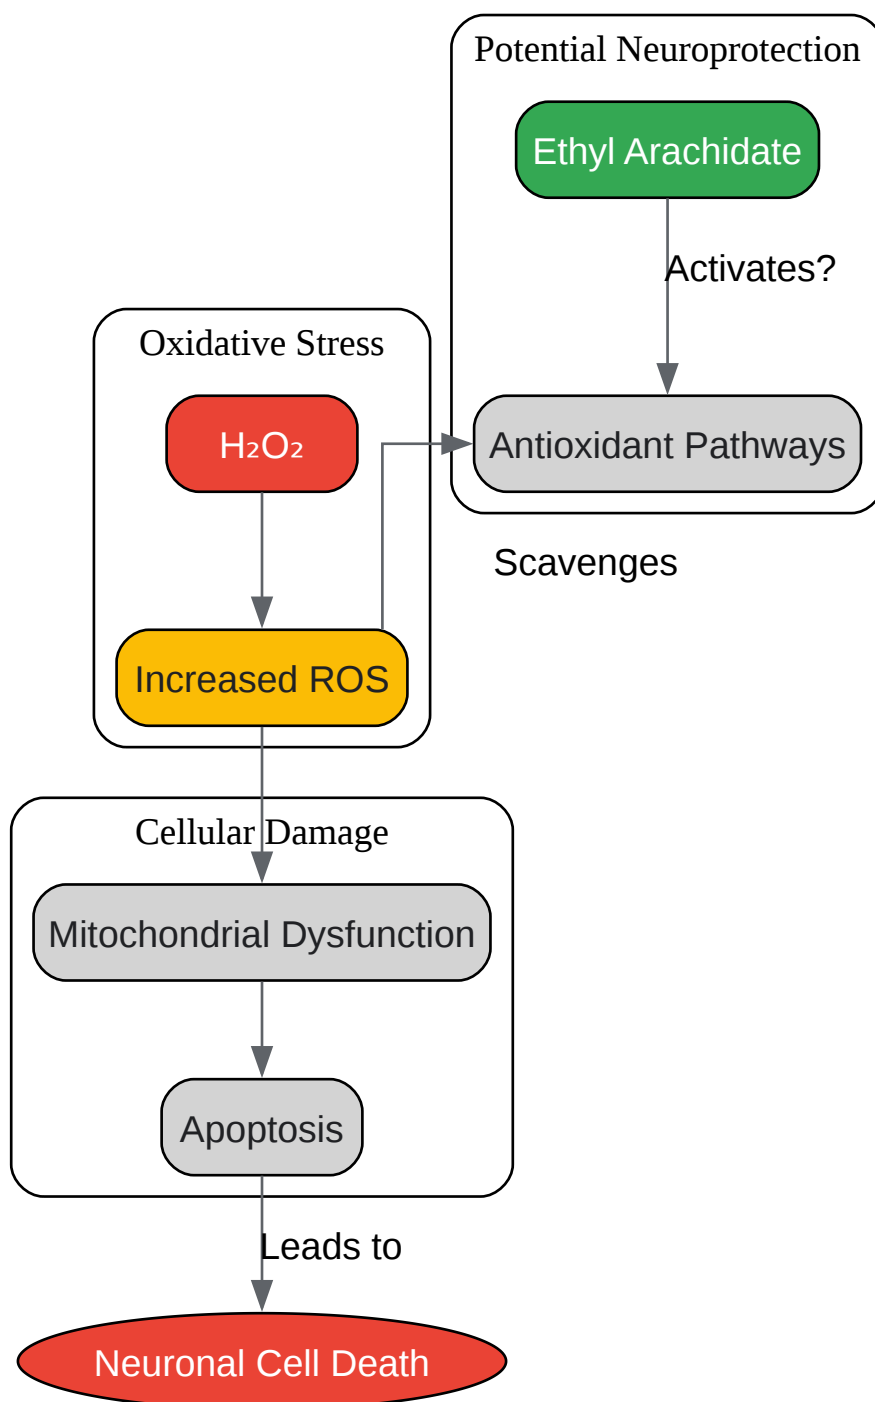 Potential Neuroprotection
Ethyl Arachidate
Activates?
Oxidative Stress
H₂O₂
Antioxidant Pathways
Scavenges
Increased ROS
Cellular Damage
Mitochondrial Dysfunction
Apoptosis
Leads to
Neuronal Cell Death